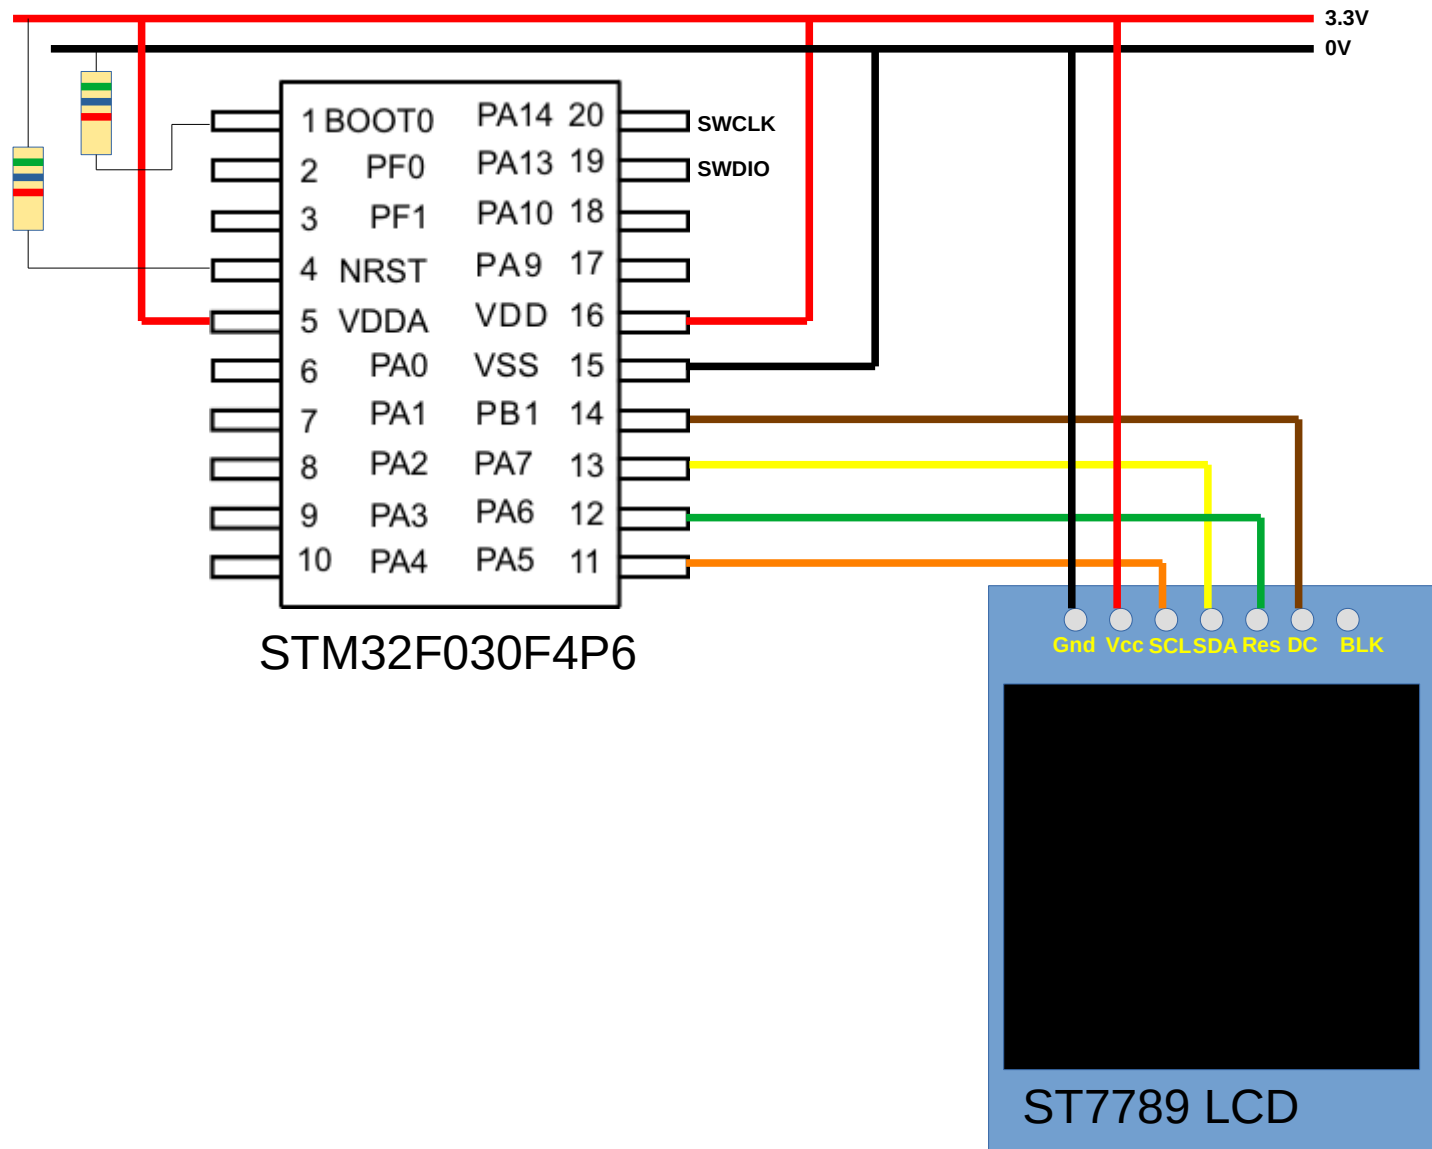 3.3V
0V
1 BOOT0 PA14 20 SWCLK
2 PF0 PA13 19 SWDIO
3 PF1 PA10 18
4 NRST PA9 17
5 VDDA VDD 16
6 PA0 VSS 15
7 PA1 PB1 14
8 PA2 PA7 13
9 PA3 PA6 12
10 PA4 PA5 11
STM32F030F4P6
Gnd Vcc SCL SDA Res DC BLK
ST7789 LCD